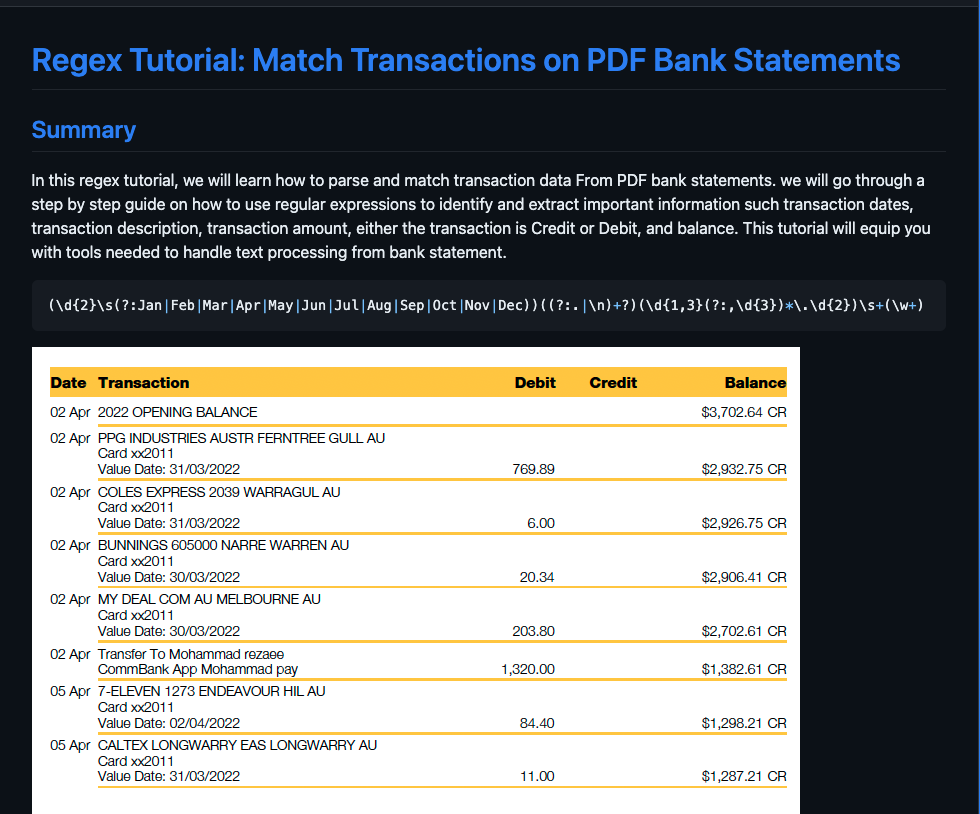 Regex Tutorial: Match Transactions on PDF Bank Statements
Summary
In this regex tutorial, we will learn how to parse and match transaction data From PDF bank statements. we will go through a
step by step guide on how to use regular expressions to identify and extract important information such transaction dates,
transaction description, transaction amount, either the transaction is Credit or Debit, and balance. This tutorial will equip you
with tools needed to handle text processing from bank statement.
(\d{2}\s(?:Jan|Feb|Mar|Apr|May|Jun|Jul|Aug|Sep|Oct|Nov|Dec))((?:.|\n)+?)(\d{1,3}(?:,\d{3})*\.\d{2})\s+(\w+)
Date Transaction Debit Credit Balance
02 Apr 2022 OPENING BALANCE $3,702.64 CR
02 Apr PPG INDUSTRIES AUSTR FERNTREE GULL AU
Card xx2011
Value Date: 31/03/2022 769.89 $2,932.75 CR
02 Apr COLES EXPRESS 2039 WARRAGUL AU
Card xx2011
Value Date: 31/03/2022 6.00 $2,926.75 CR
02 Apr BUNNINGS 605000 NARRE WARREN AU
Card xx2011
Value Date: 30/03/2022 20.34 $2,906.41 CR
02 Apr MY DEAL COM AU MELBOURNE AU
Card xx2011
Value Date: 30/03/2022 203.80 $2,702.61 CR
02 Apr Transfer To Mohammad rezaee
CommBank App Mohammad pay 1,320.00 $1,382.61 CR
05 Apr 7-ELEVEN 1273 ENDEAVOUR HIL AU
Card xx2011
Value Date: 02/04/2022 84.40 $1,298.21 CR
05 Apr CALTEX LONGWARRY EAS LONGWARRY AU
Card xx2011
Value Date: 31/03/2022 11.00 $1,287.21 CR